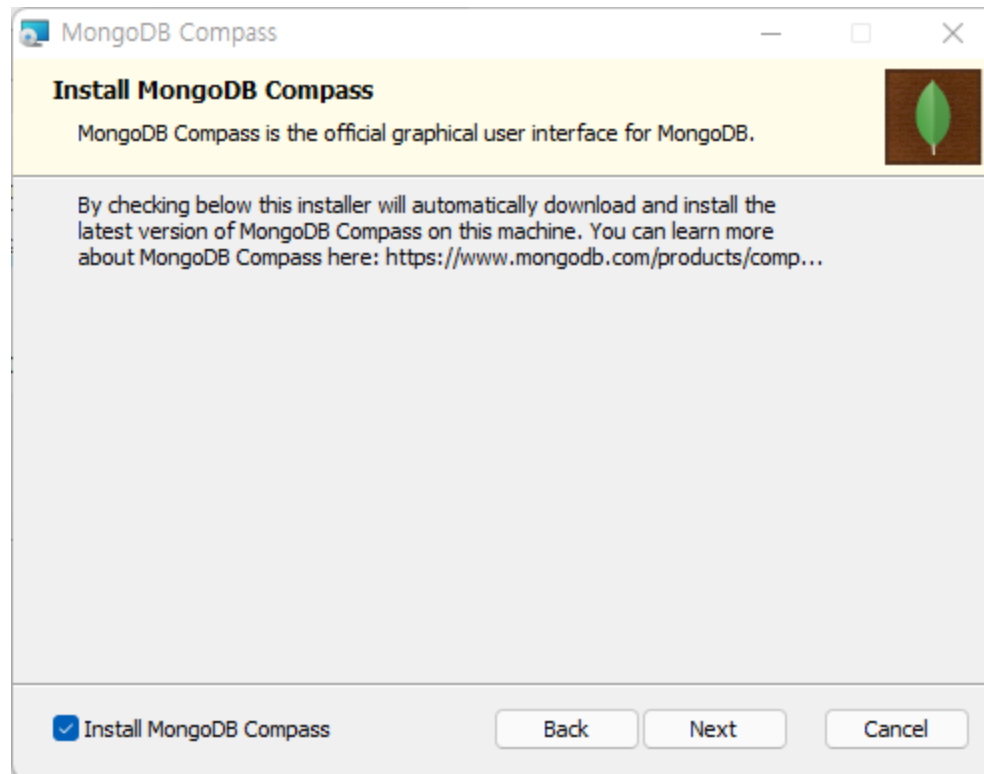 MongoDB Compass
Install MongoDB Compass
MongoDB Compass is the official graphical user interface for MongoDB.
By checking below this installer will automatically download and install the
latest version of MongoDB Compass on this machine. You can learn more
about MongoDB Compass here: https://www.mongodb.com/products/comp...
Install MongoDB Compass
Back
Next
Cancel